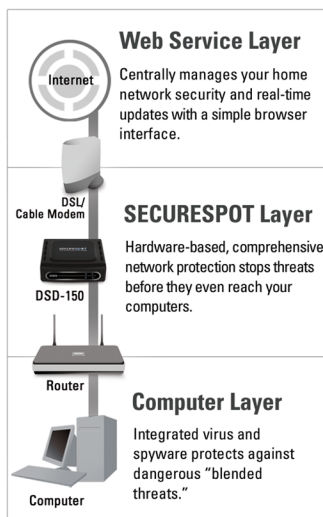 Web Service Layer
Internet
Centrally manages your home
network security and real-time
updates with a simple browser
interface.
DSL/
Cable Modem
SECURESPOT Layer
Hardware-based, comprehensive
network protection stops threats
before they even reach your
computers.
DSD-150
Router
Computer Layer
Integrated virus and
spyware protects against
dangerous “blended
threats.”
Computer